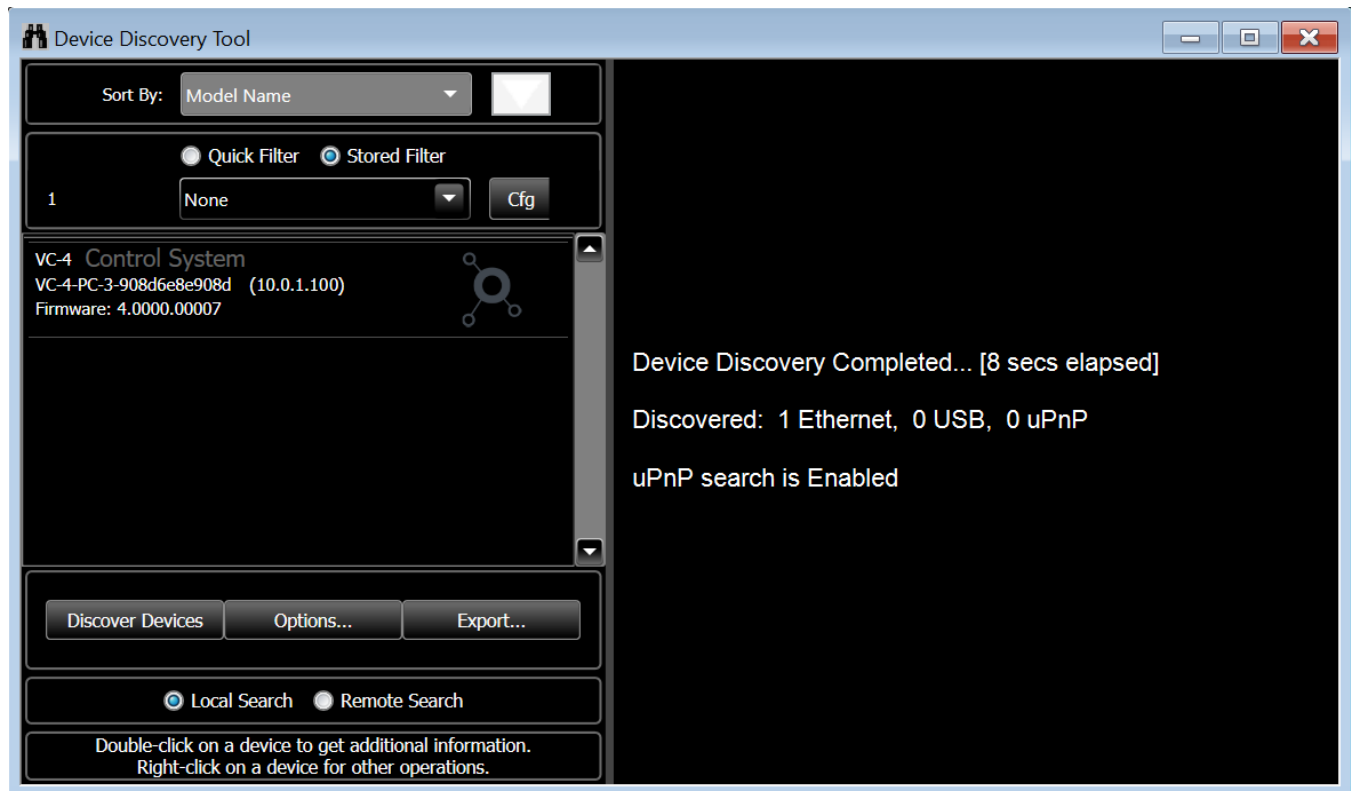 Device Discovery Tool
Sort By: Model Name
Quick Filter Stored Filter
1 None Cfg
VC-4 Control System
VC-4-PC-3-908d6e8e908d (10.0.1.100)
Firmware: 4.0000.00007
Discover Devices Options... Export...
Local Search Remote Search
Double-click on a device to get additional information.
Right-click on a device for other operations.
Device Discovery Completed... [8 secs elapsed]
Discovered: 1 Ethernet, 0 USB, 0 uPnP
uPnP search is Enabled